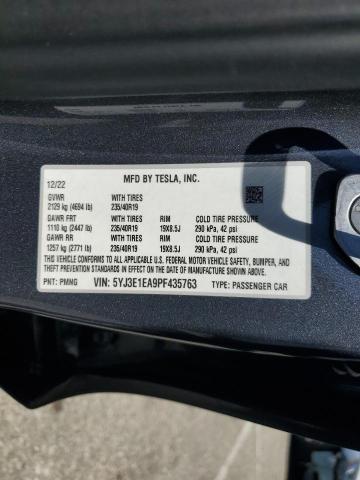 MFD BY TESLA, INC.
12/22
GVWR WITH TIRES
2129 kg (4694 lb) 235/40R19
GAWR FRT WITH TIRES RIM COLD TIRE PRESSURE
1110 kg (2447 lb) 235/40R19 19X8.5J 290 kPa, 42 psi
GAWR RR WITH TIRES RIM COLD TIRE PRESSURE
1257 kg (2771 lb) 235/40R19 19X8.5J 290 kPa, 42 psi
THIS VEHICLE CONFORMS TO ALL APPLICABLE U.S. FEDERAL MOTOR VEHICLE SAFETY, BUMPER, AND
THEFT PREVENTION STANDARDS IN EFFECT ON THE DATE OF MANUFACTURE SHOWN ABOVE.
PNT: PMNG VIN: 5YJ3E1EA9PF435763 TYPE: PASSENGER CAR